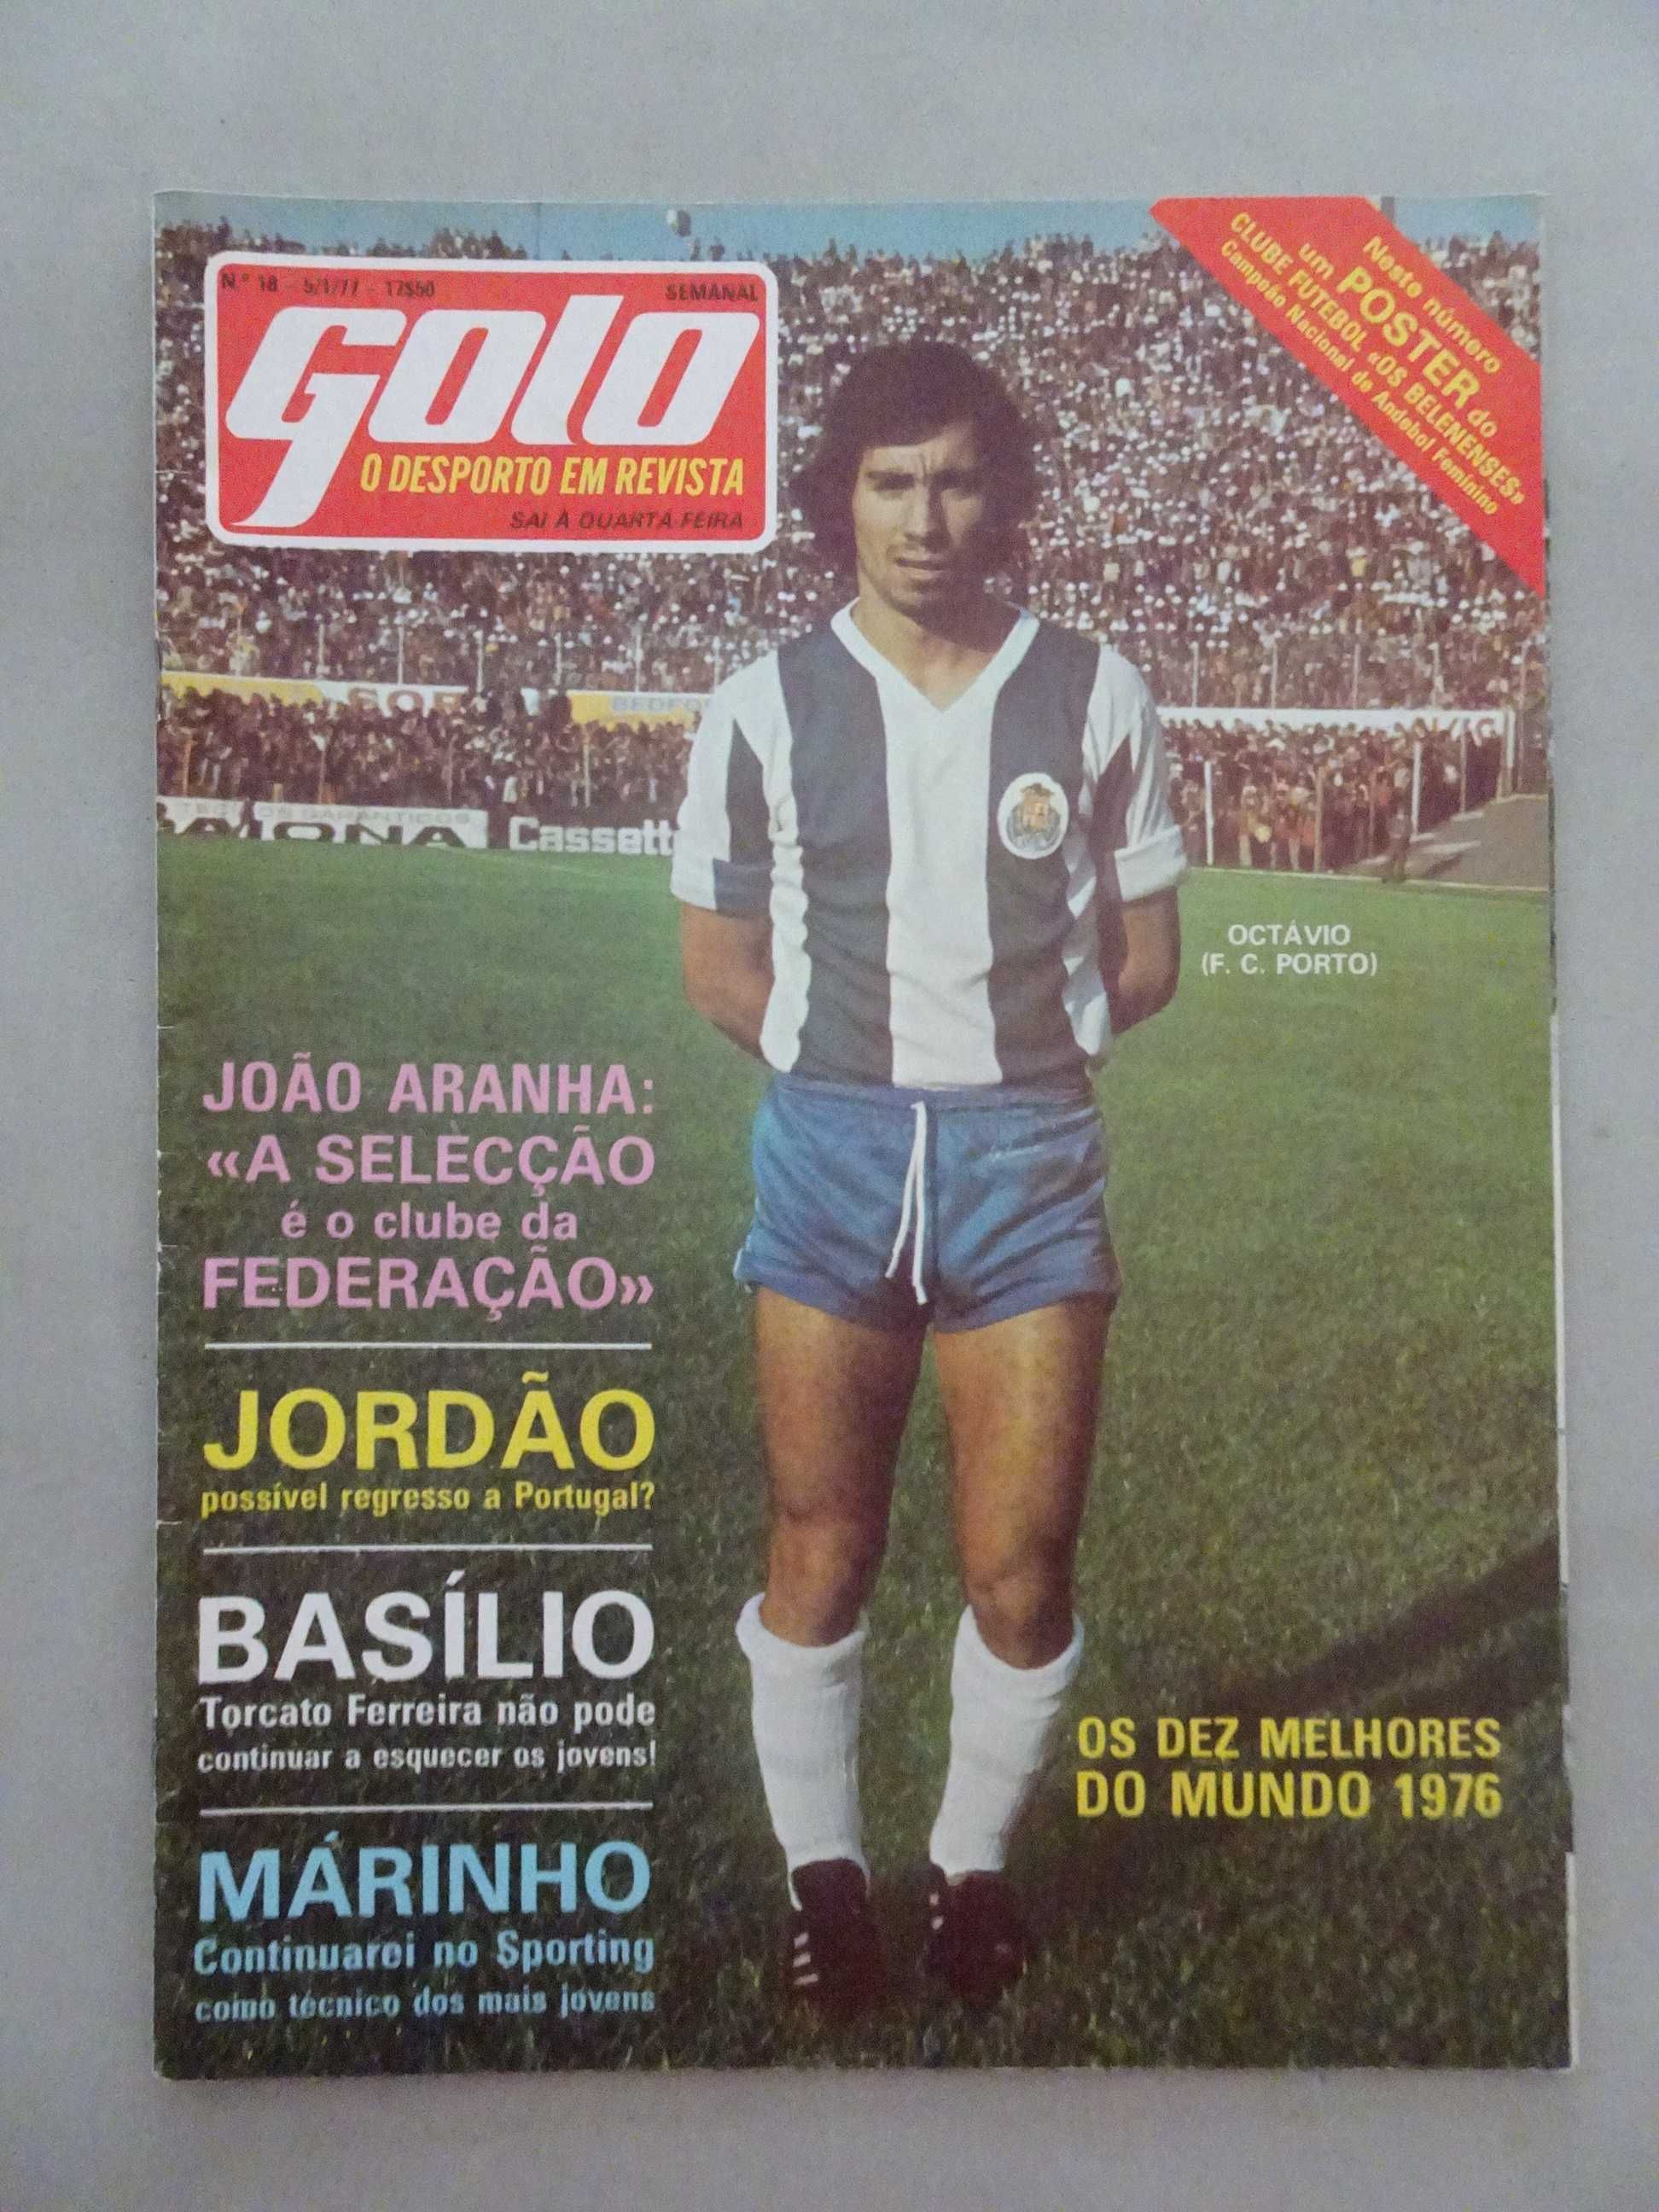 N.º 18 - 5/1/77 - 17$50
SEMANAL
golo
O DESPORTO EM REVISTA
SAI À QUARTA-FEIRA
Neste número
um POSTER do
CLUBE FUTEBOL «OS BELENENSES»
Campeão Nacional de Andebol Feminino
BEDFO
OS GARANTIDOS
Cassett
OCTÁVIO
(F. C. PORTO)
JOÃO ARANHA:
«A SELECÇÃO
é o clube da
FEDERAÇÃO»
JORDÃO
possível regresso a Portugal?
BASÍLIO
Torcato Ferreira não pode
continuar a esquecer os jovens!
MÁRINHO
Continuarei no Sporting
como técnico dos mais jovens
OS DEZ MELHORES
DO MUNDO 1976